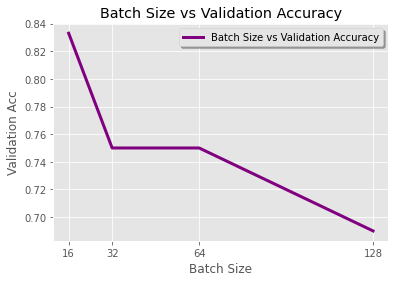 Batch Size vs Validation Accuracy
Batch Size vs Validation Accuracy
0.84
0.82
0.80
0.78
0.76
0.74
0.72
0.70
Validation Acc
16 32 64 128
Batch Size